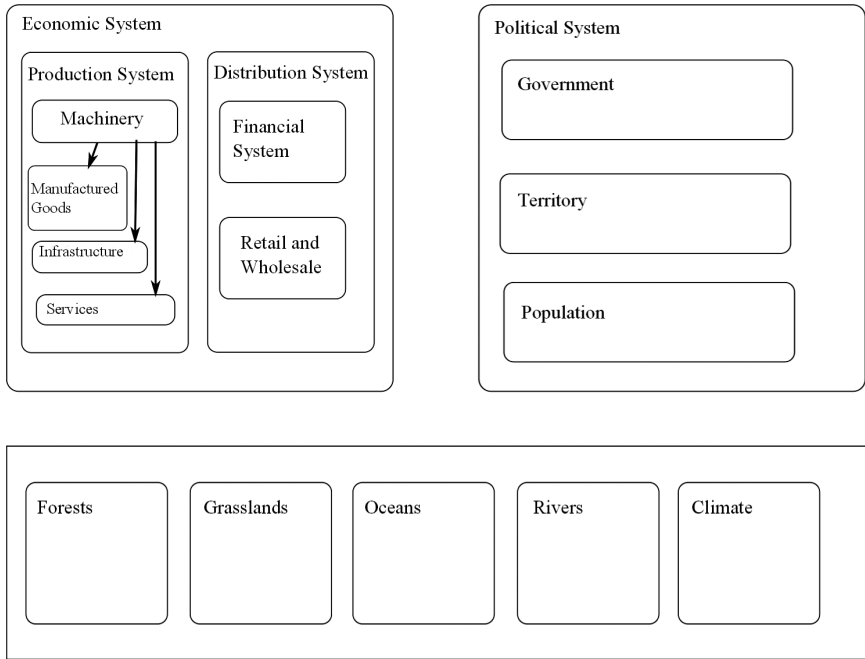 Economic System
Production System
Machinery
Manufactured
Goods
Infrastructure
Services
Distribution System
Financial
System
Retail and
Wholesale
Political System
Government
Territory
Population
Forests
Grasslands
Oceans
Rivers
Climate